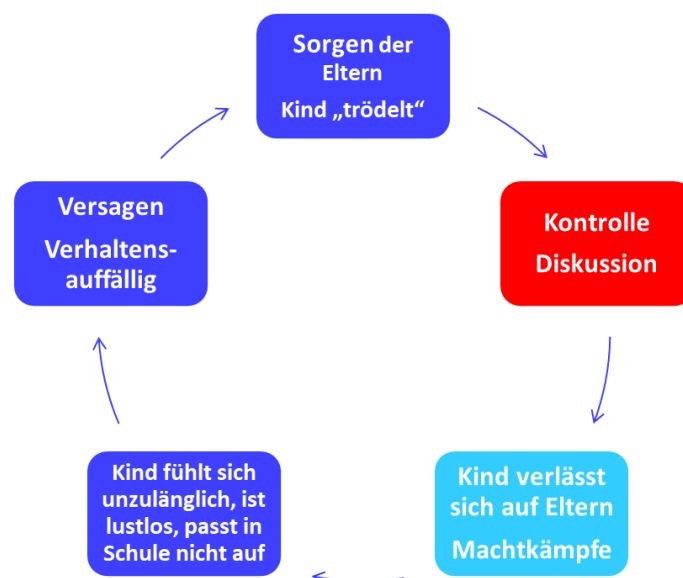 Sorgen der
Eltern
Kind „trödelt“
Kontrolle
Diskussion
Kind verlässt
sich auf Eltern
Machtkämpfe
Kind fühlt sich
unzulänglich, ist
lustlos, passt in
Schule nicht auf
Versagen
Verhaltens-
auffällig